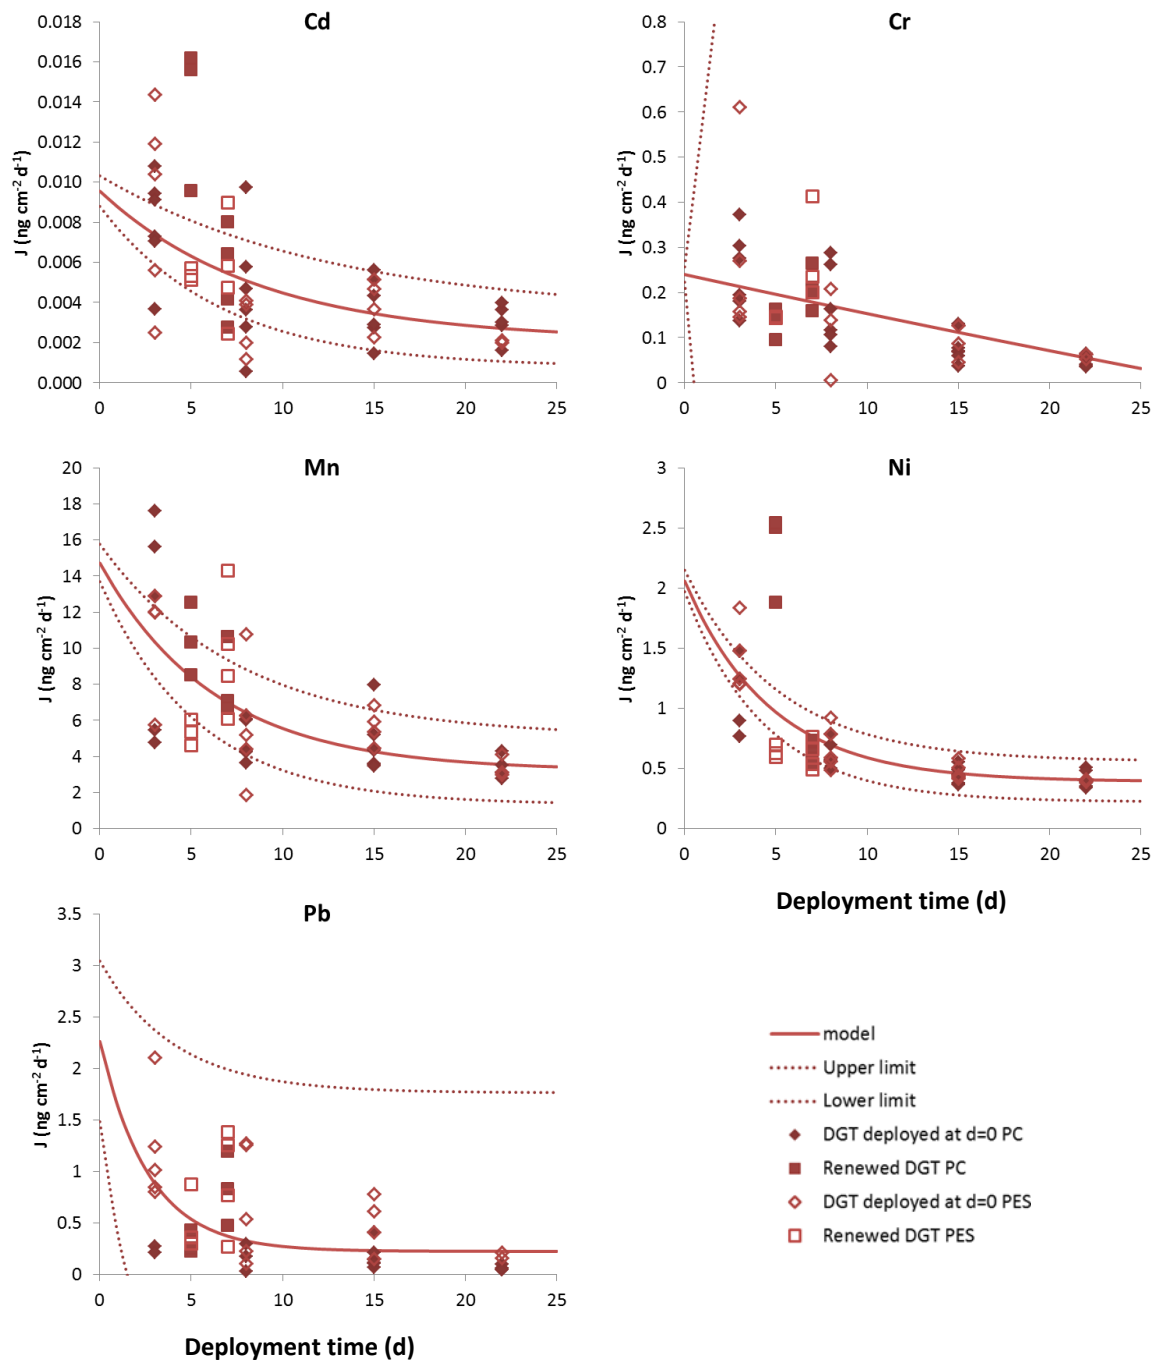 Cd
J (ng cm⁻² d⁻¹)
0.018
0.016
0.014
0.012
0.010
0.008
0.006
0.004
0.002
0.000
0 5 10 15 20 25
Cr
J (ng cm⁻² d⁻¹)
0.8
0.7
0.6
0.5
0.4
0.3
0.2
0.1
0
0 5 10 15 20 25
Mn
J (ng cm⁻² d⁻¹)
20
18
16
14
12
10
8
6
4
2
0
0 5 10 15 20 25
Ni
J (ng cm⁻² d⁻¹)
3
2.5
2
1.5
1
0.5
0
0 5 10 15 20 25
Deployment time (d)
Pb
J (ng cm⁻² d⁻¹)
3.5
3
2.5
2
1.5
1
0.5
0
0 5 10 15 20 25
Deployment time (d)
model
Upper limit
Lower limit
DGT deployed at d=0 PC
Renewed DGT PC
DGT deployed at d=0 PES
Renewed DGT PES